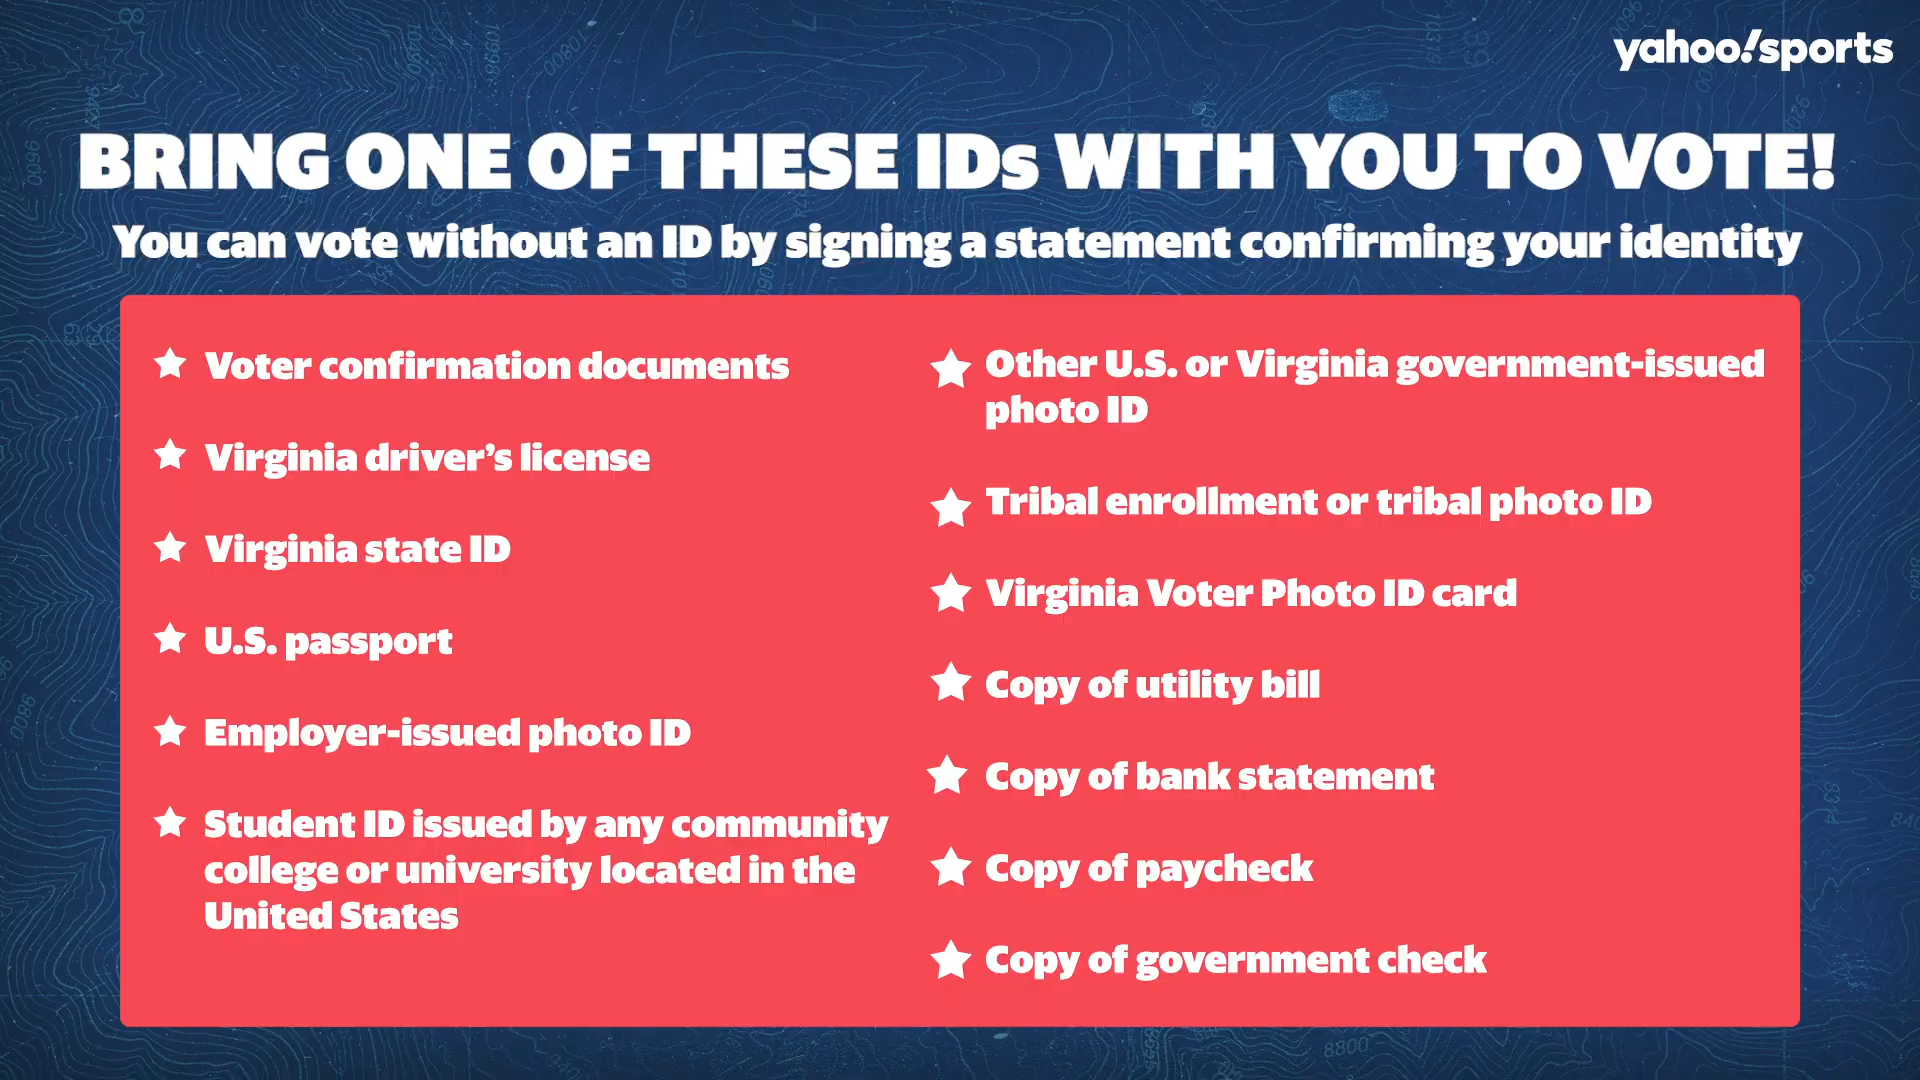 yahoo!sports
BRING ONE OF THESE IDs WITH YOU TO VOTE!
You can vote without an ID by signing a statement confirming your identity
Voter confirmation documents
Virginia driver’s license
Virginia state ID
U.S. passport
Employer-issued photo ID
Student ID issued by any community
college or university located in the
United States
Other U.S. or Virginia government-issued
photo ID
Tribal enrollment or tribal photo ID
Virginia Voter Photo ID card
Copy of utility bill
Copy of bank statement
Copy of paycheck
Copy of government check